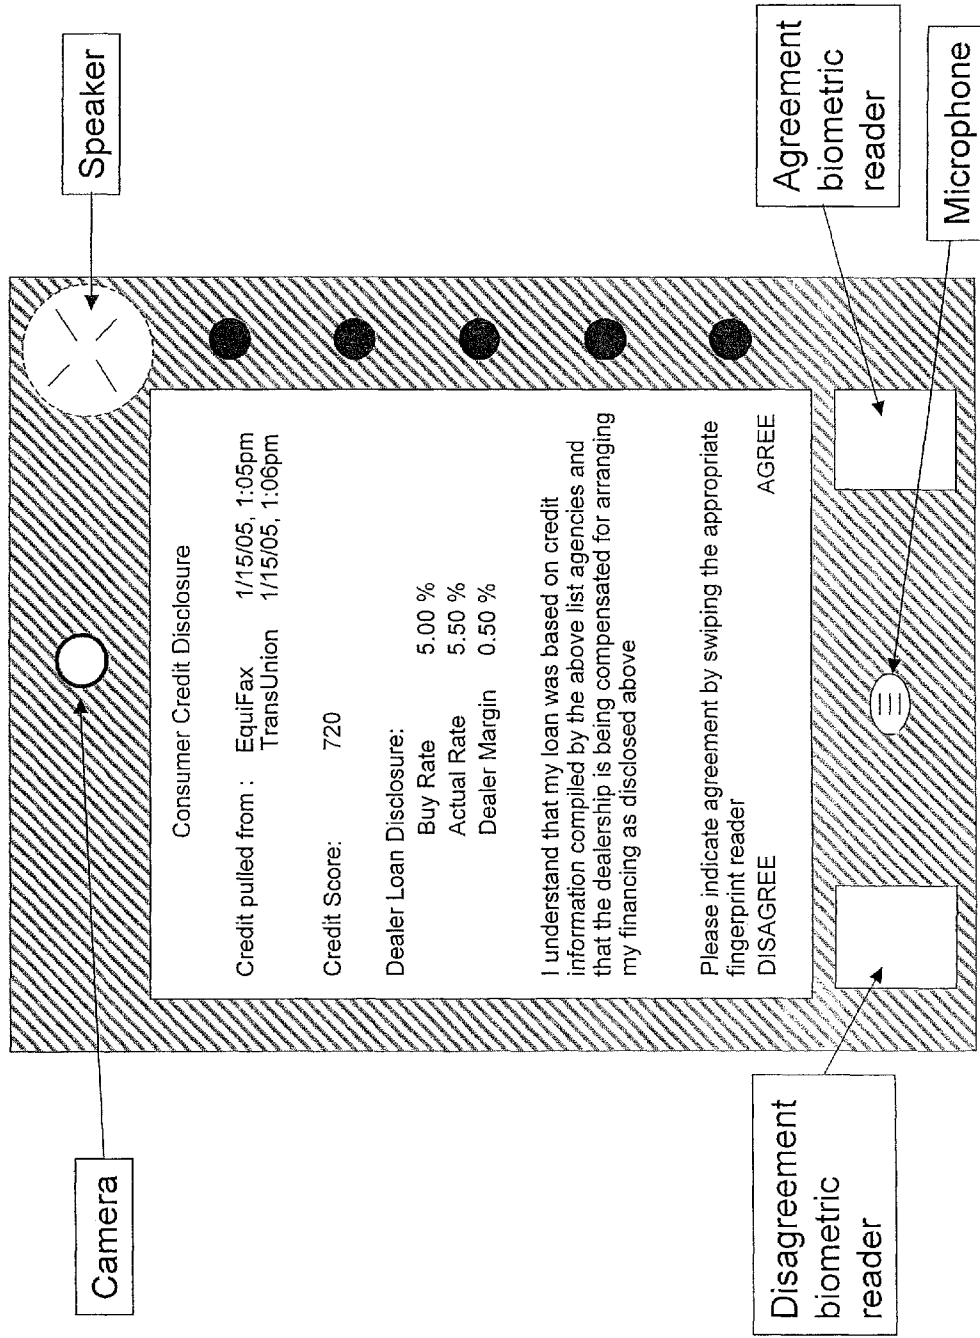 Camera
Speaker
Consumer Credit Disclosure
Credit pulled from : EquiFax 1/15/05, 1:05pm
TransUnion 1/15/05, 1:06pm
Credit Score: 720
Dealer Loan Disclosure:
Buy Rate 5.00 %
Actual Rate 5.50 %
Dealer Margin 0.50 %
I understand that my loan was based on credit
information compiled by the above list agencies and
that the dealership is being compensated for arranging
my financing as disclosed above
Please indicate agreement by swiping the appropriate
fingerprint reader
DISAGREE AGREE
Disagreement
biometric
reader
Agreement
biometric
reader
Microphone